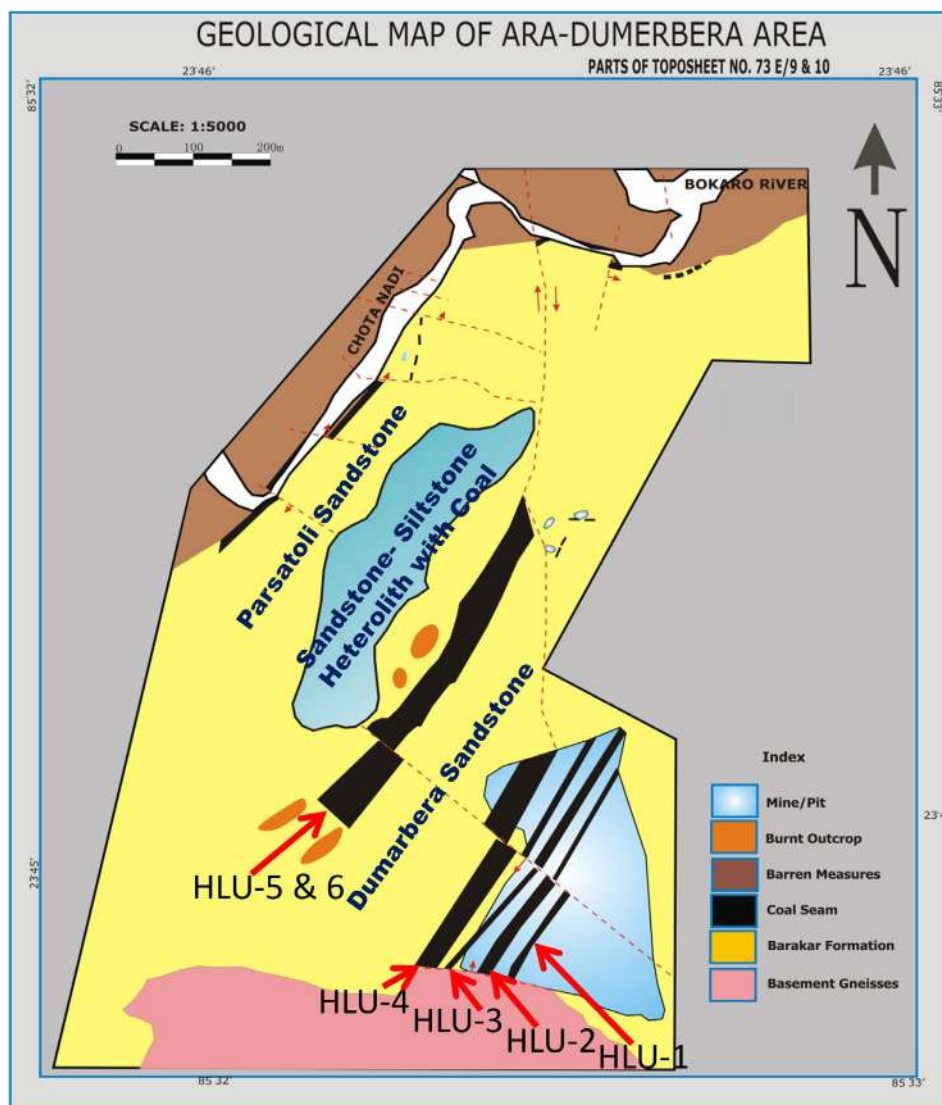 GEOLOGICAL MAP OF ARA-DUMERBERA AREA
PARTS OF TOPOSHEET NO. 73 E/9 & 10
23°46
23°46
85°32'
85°33'
SCALE: 1:5000
0 100 200m
BOKARO RiVER
N
CHOTA NADI
Parsatoli Sandstone
Sandstone- Siltstone
Heterolith with Coal
Dumarbera Sandstone
Index
Mine/Pit
Burnt Outcrop
Barren Measures
Coal Seam
Barakar Formation
Basement Gneisses
23°45
HLU-5 & 6
HLU-4
HLU-3
HLU-2
HLU-1
85°32'
85°33'